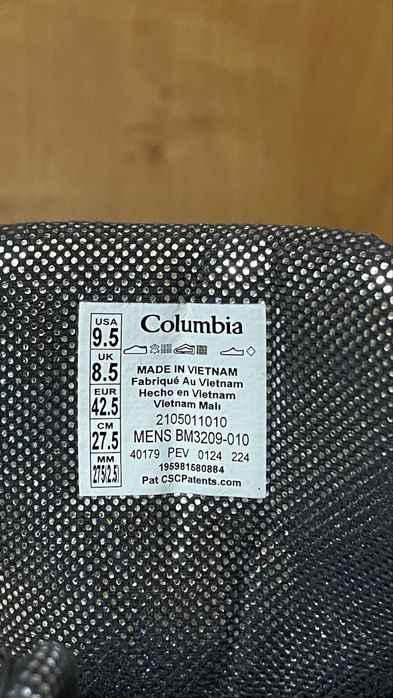 Columbia
USA
9.5
UK
8.5
EUR
42.5
CM
27.5
MM
275(2.5)
MADE IN VIETNAM
Fabriqué Au Vietnam
Hecho en Vietnam
Vietnam Malı
2105011010
MENS BM3209-010
40179 PEV 0124 224
195981580884
Pat CSCPatents.com